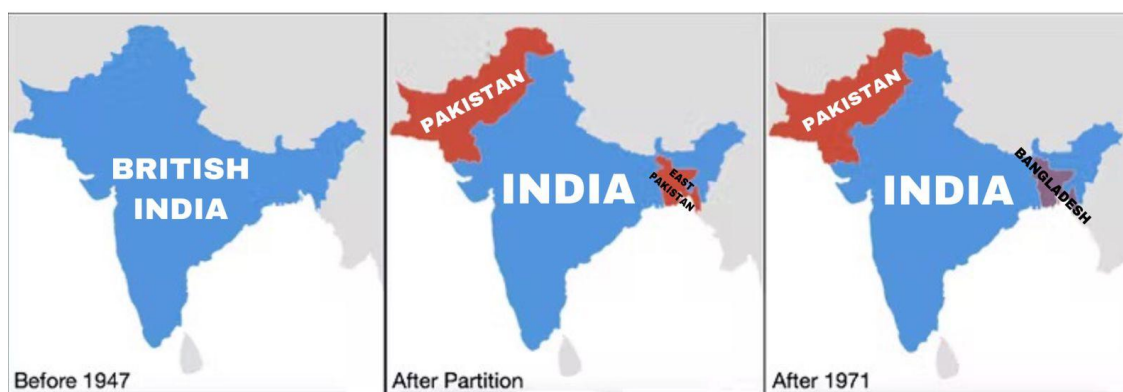 BRITISH
INDIA
Before 1947
PAKISTAN
INDIA
EAST
PAKISTAN
After Partition
PAKISTAN
INDIA
BANGLADESH
After 1971